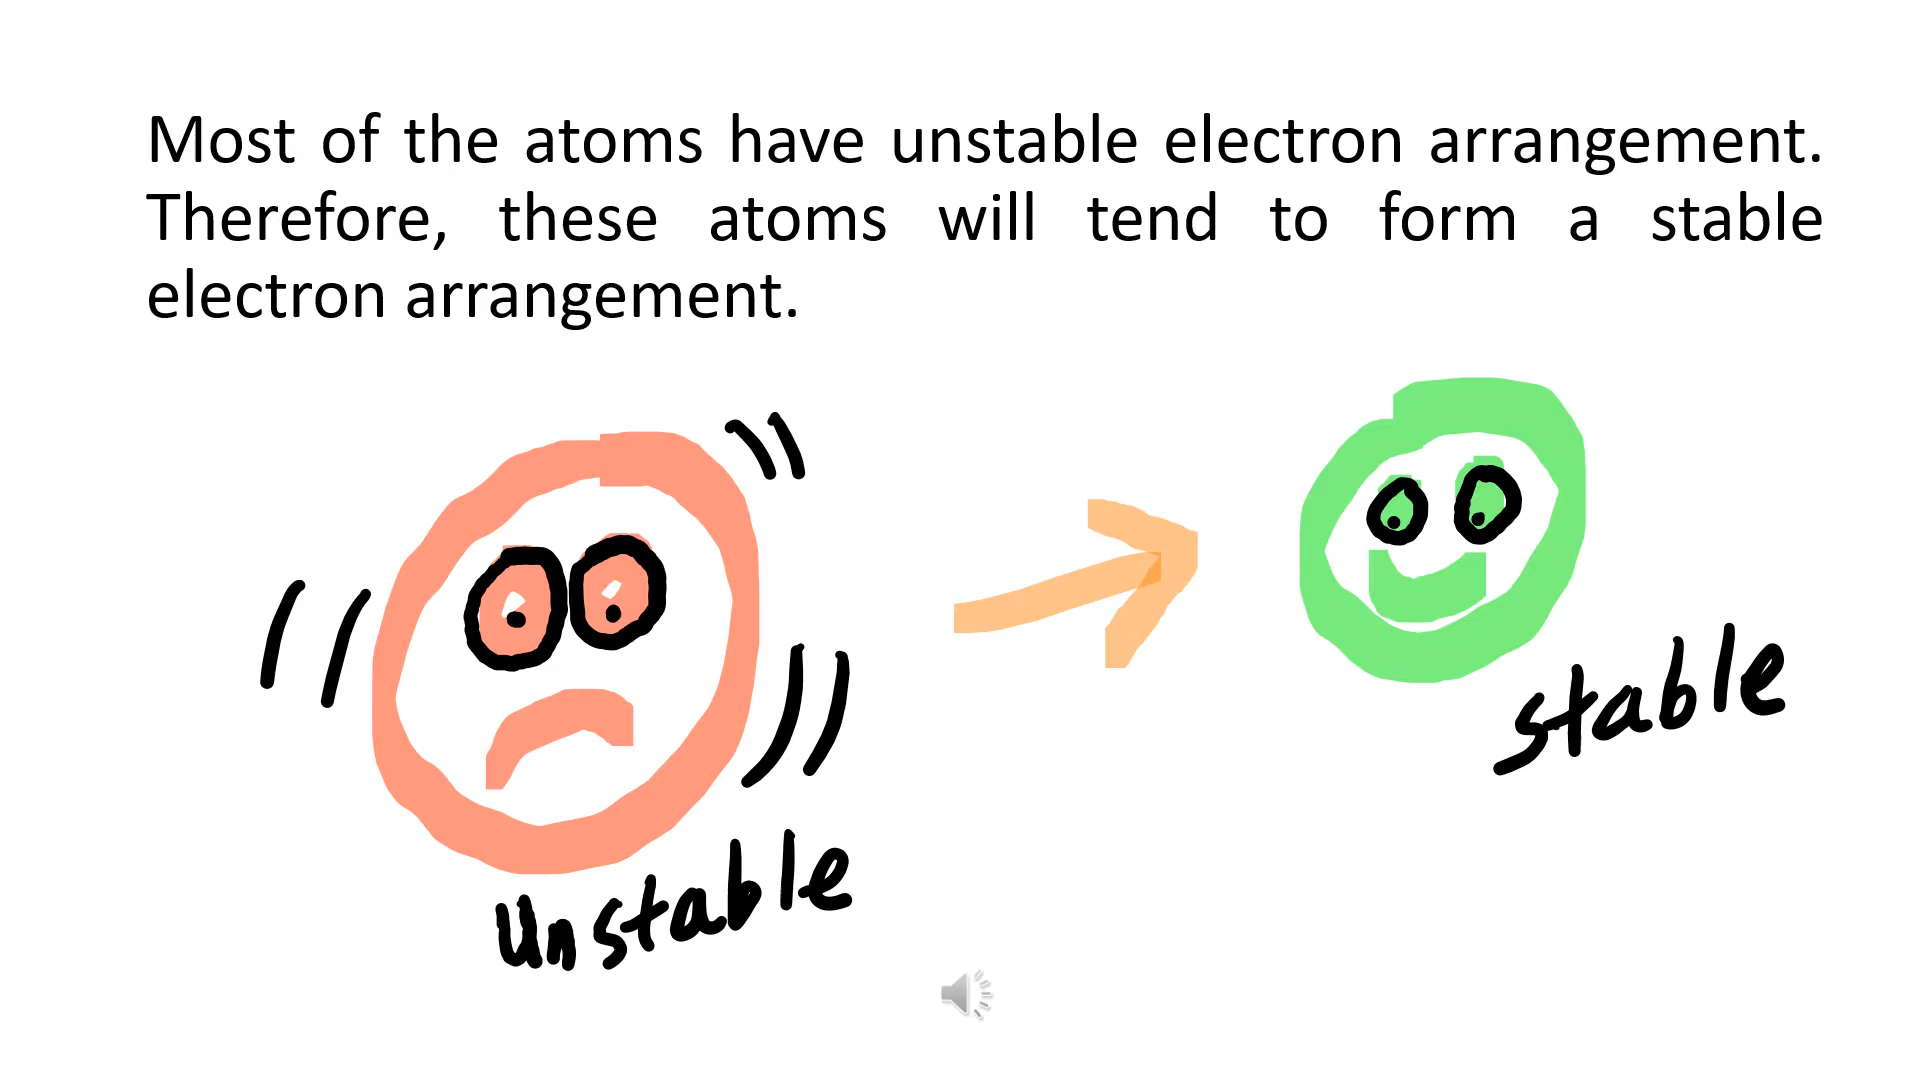 Most of the atoms have unstable electron arrangement.
Therefore, these atoms will tend to form a stable
electron arrangement.
stable
Unstable